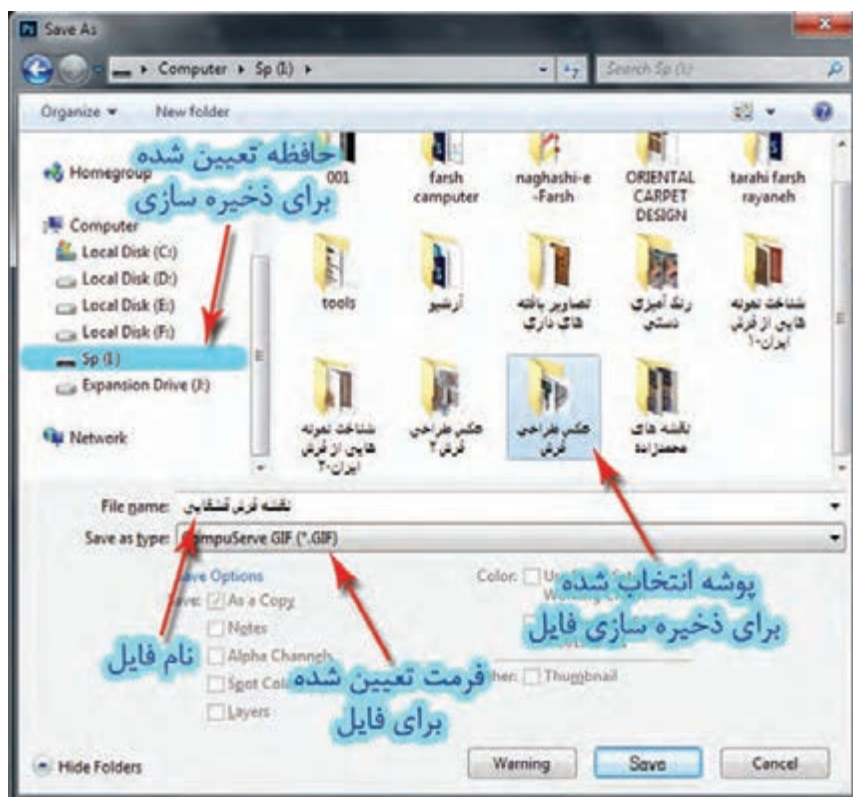 Save As
Computer ▸ Sp (I:) ▸
Search Sp (I:)
Organize
New folder
Homegroup
Computer
Local Disk (C:)
Local Disk (D:)
Local Disk (E:)
Local Disk (F:)
Sp (I:)
Expansion Drive (J:)
Network
حافظه تعیین شده
برای ذخیره سازی
001
farsh
camputer
naghashi-e
-Farsh
ORIENTAL
CARPET
DESIGN
tarahi farsh
rayaneh
tools
آرشیو
تصاویر بافته
های داری
رنگ آمیزی
دستی
شناخت نمونه
هایی از فرش
ایران-۱
شناخت نمونه
هایی از فرش
ایران-۲
عکس طراحی
فرش ۲
عکس طراحی
فرش
نقشه های
محمدزاده
File name: نقشه فرش قشقایی
Save as type: CompuServe GIF (*.GIF)
Save Options
Save: As a Copy
Notes
Alpha Channels
Spot
Layers
Color:
Thumbnail
پوشه انتخاب شده
برای ذخیره سازی فایل
نام فایل
فرمت تعیین شده
برای فایل
Hide Folders
Warning
Save
Cancel